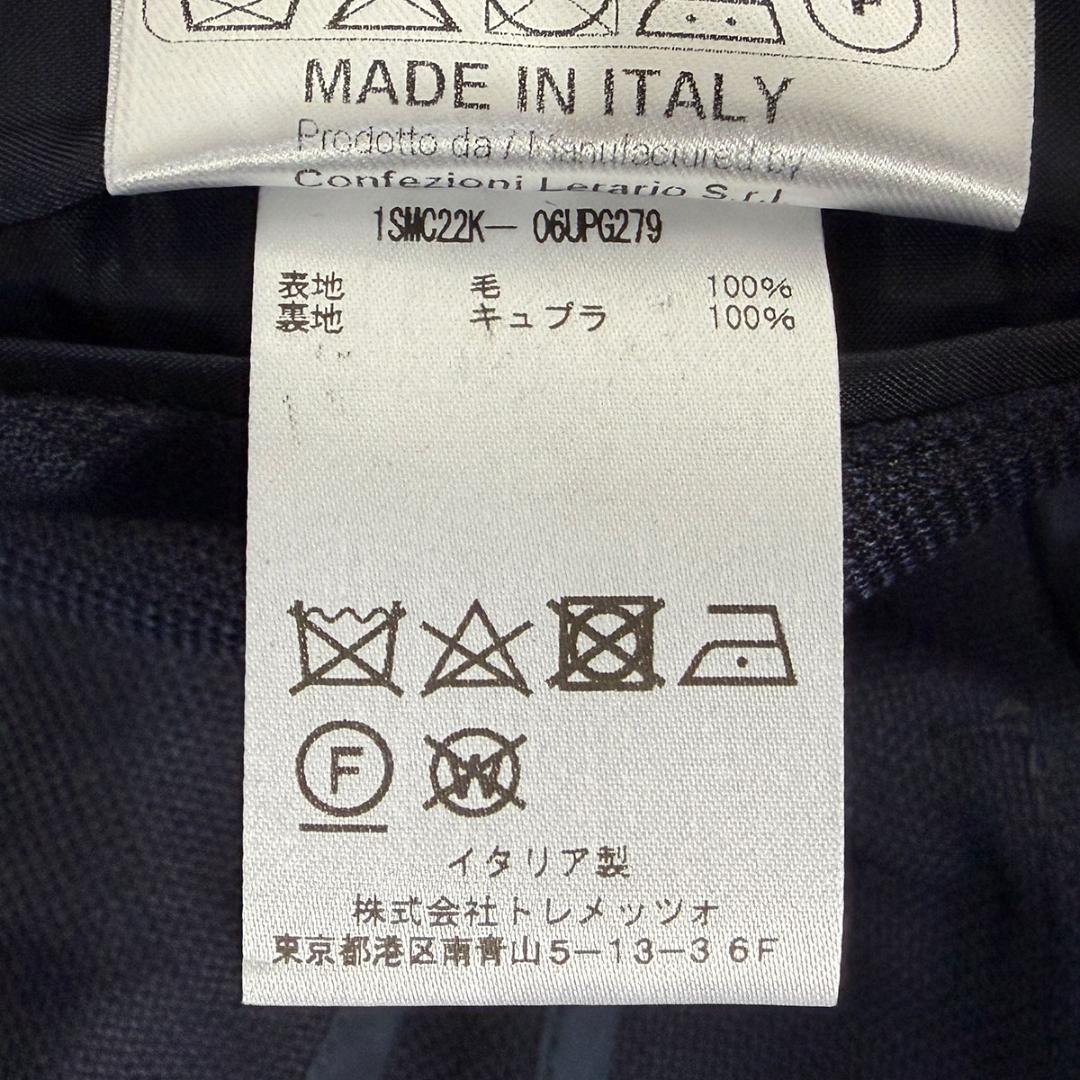 MADE IN ITALY
Prodotto da / Manufactured by
Confezioni Lerario S.r.l.
1SMC22K— 06UPG279
表地 毛 100%
裏地 キュプラ 100%
F
W
イタリア製
株式会社トレメッツォ
東京都港区南青山5−13−3 6F